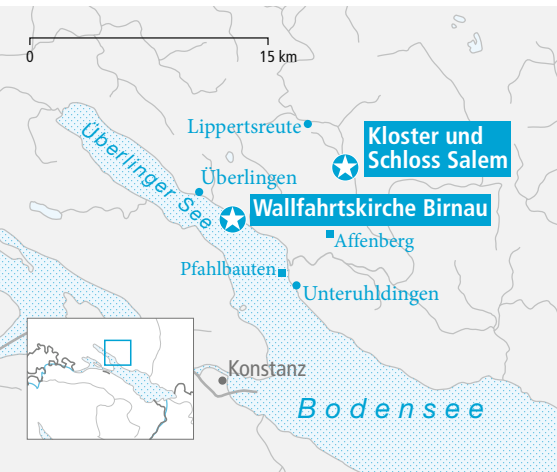 0
15 km
Lippertsreute
Kloster und
Schloss Salem
Überlinger See
Überlingen
Wallfahrtskirche Birnau
Affenberg
Pfahlbauten
Unteruhldingen
Konstanz
Bodensee